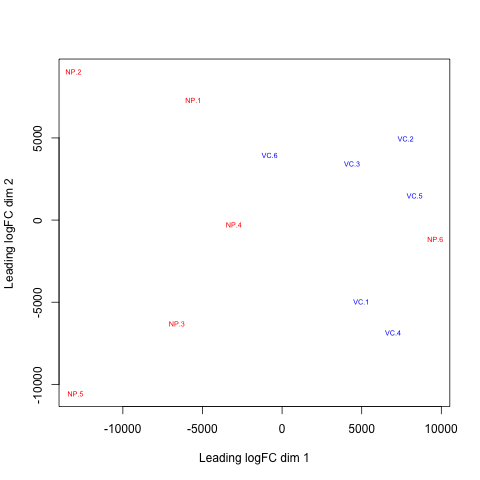 NP.2
NP.1
VC.2
VC.6
VC.3
VC.5
NP.4
NP.6
VC.1
NP.3
VC.4
NP.5
5000
0
-5000
-10000
Leading logFC dim 2
-10000 -5000 0 5000 10000
Leading logFC dim 1